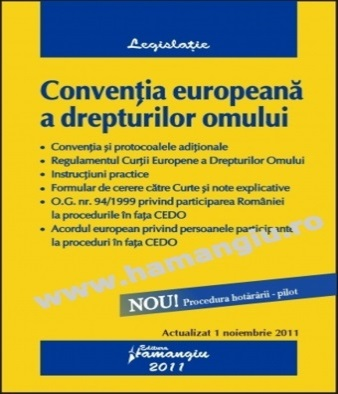 Legislație
Convenția europeană
a drepturilor omului
• Convenția și protocoalele adiționale
• Regulamentul Curții Europene a Drepturilor Omului
• Instrucțiuni practice
• Formular de cerere către Curte și note explicative
• O.G. nr. 94/1999 privind participarea României
la procedurile în fața CEDO
• Acordul european privind persoanele participante
la proceduri în fața CEDO
www.hamangiu.ro
NOU! Procedura hotărârii - pilot
Actualizat 1 noiembrie 2011
Editura
Hamangiu
2011